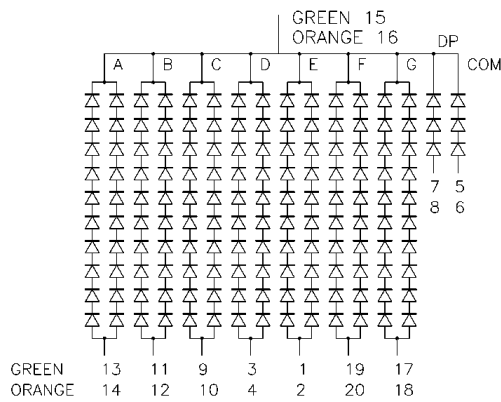 GREEN 15
ORANGE 16
DP
A B C D E F G COM
7 5
8 6
GREEN 13 11 9 3 1 19 17
ORANGE 14 12 10 4 2 20 18